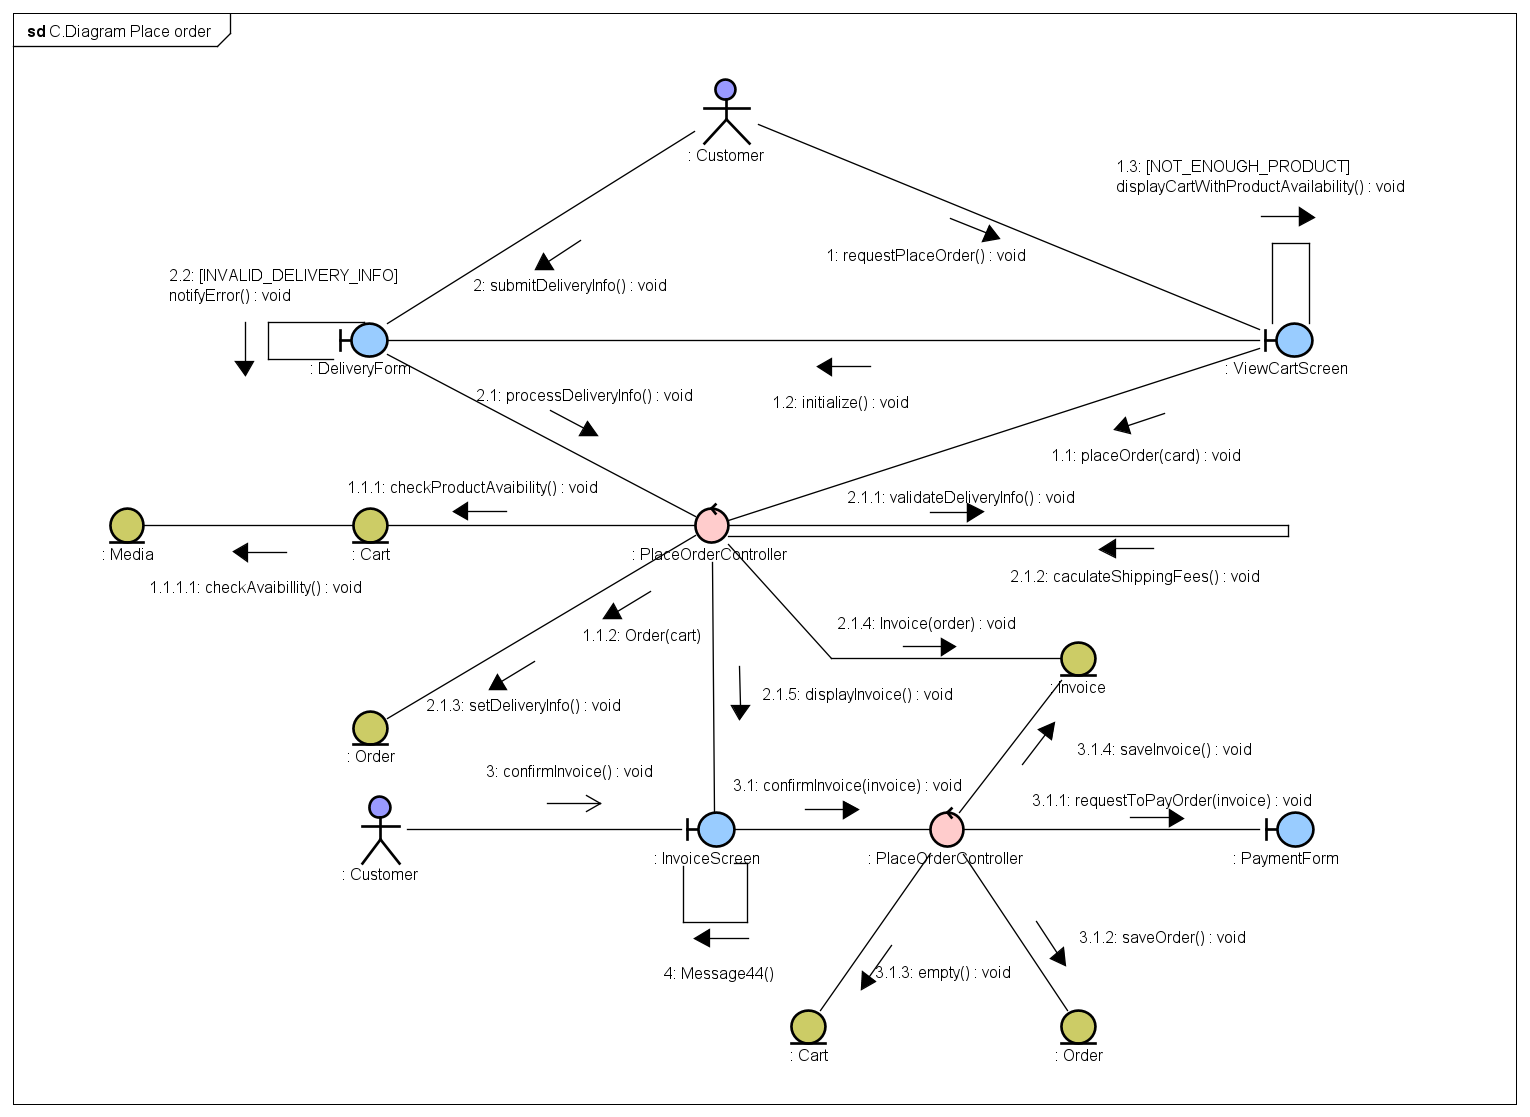 sd C.Diagram Place order
: Customer
1.3: [NOT_ENOUGH_PRODUCT]
displayCartWithProductAvailability() : void
1: requestPlaceOrder() : void
2.2: [INVALID_DELIVERY_INFO]
notifyError() : void
2: submitDeliveryInfo() : void
: DeliveryForm
: ViewCartScreen
2.1: processDeliveryInfo() : void
1.2: initialize() : void
1.1: placeOrder(card) : void
1.1.1: checkProductAvaibility() : void
2.1.1: validateDeliveryInfo() : void
: Media
: Cart
: PlaceOrderController
2.1.2: caculateShippingFees() : void
1.1.1.1: checkAvaibillity() : void
2.1.4: Invoice(order) : void
1.1.2: Order(cart)
: Invoice
2.1.5: displayInvoice() : void
2.1.3: setDeliveryInfo() : void
: Order
3.1.4: saveInvoice() : void
3: confirmInvoice() : void
3.1: confirmInvoice(invoice) : void
3.1.1: requestToPayOrder(invoice) : void
: InvoiceScreen
: PlaceOrderController
: PaymentForm
: Customer
3.1.2: saveOrder() : void
4: Message44()
3.1.3: empty() : void
: Cart
: Order